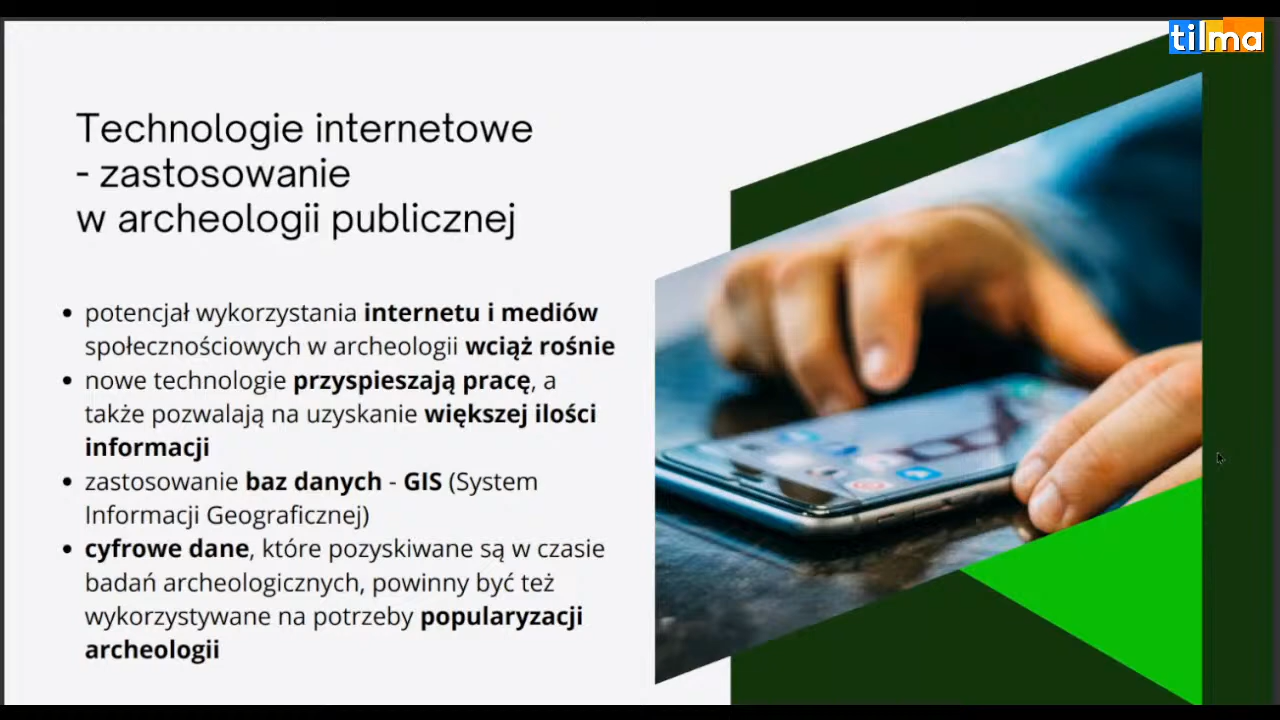 tilma
Technologie internetowe
- zastosowanie
w archeologii publicznej
• potencjał wykorzystania internetu i mediów
społecznościowych w archeologii wciąż rośnie
• nowe technologie przyspieszają pracę, a
także pozwalają na uzyskanie większej ilości
informacji
• zastosowanie baz danych - GIS (System
Informacji Geograficznej)
• cyfrowe dane, które pozyskiwane są w czasie
badań archeologicznych, powinny być też
wykorzystywane na potrzeby popularyzacji
archeologii